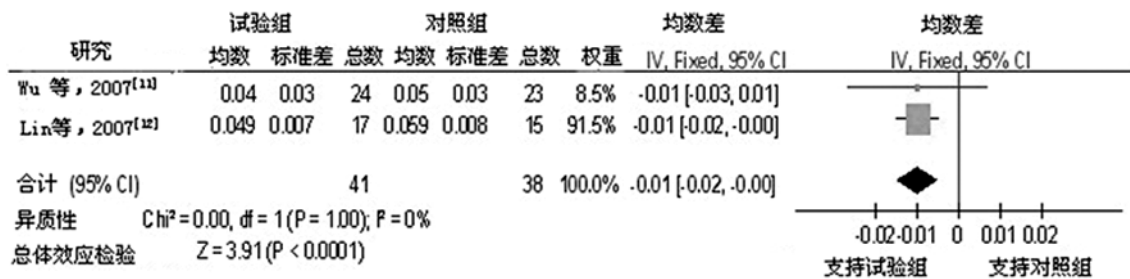 试验组 对照组 均数差 均数差
研究 均数 标准差 总数 均数 标准差 总数 权重 IV, Fixed, 95% CI IV, Fixed, 95% CI
Wu 等，2007[11] 0.04 0.03 24 0.05 0.03 23 8.5% -0.01 [-0.03, 0.01]
Lin等，2007[12] 0.049 0.007 17 0.059 0.008 15 91.5% -0.01 [-0.02, -0.00]
合计 (95% CI) 41 38 100.0% -0.01 [-0.02, -0.00]
异质性 Chi² = 0.00, df = 1 (P = 1.00); I² = 0%
总体效应检验 Z = 3.91 (P < 0.0001)
-0.02 -0.01 0 0.01 0.02
支持试验组 支持对照组